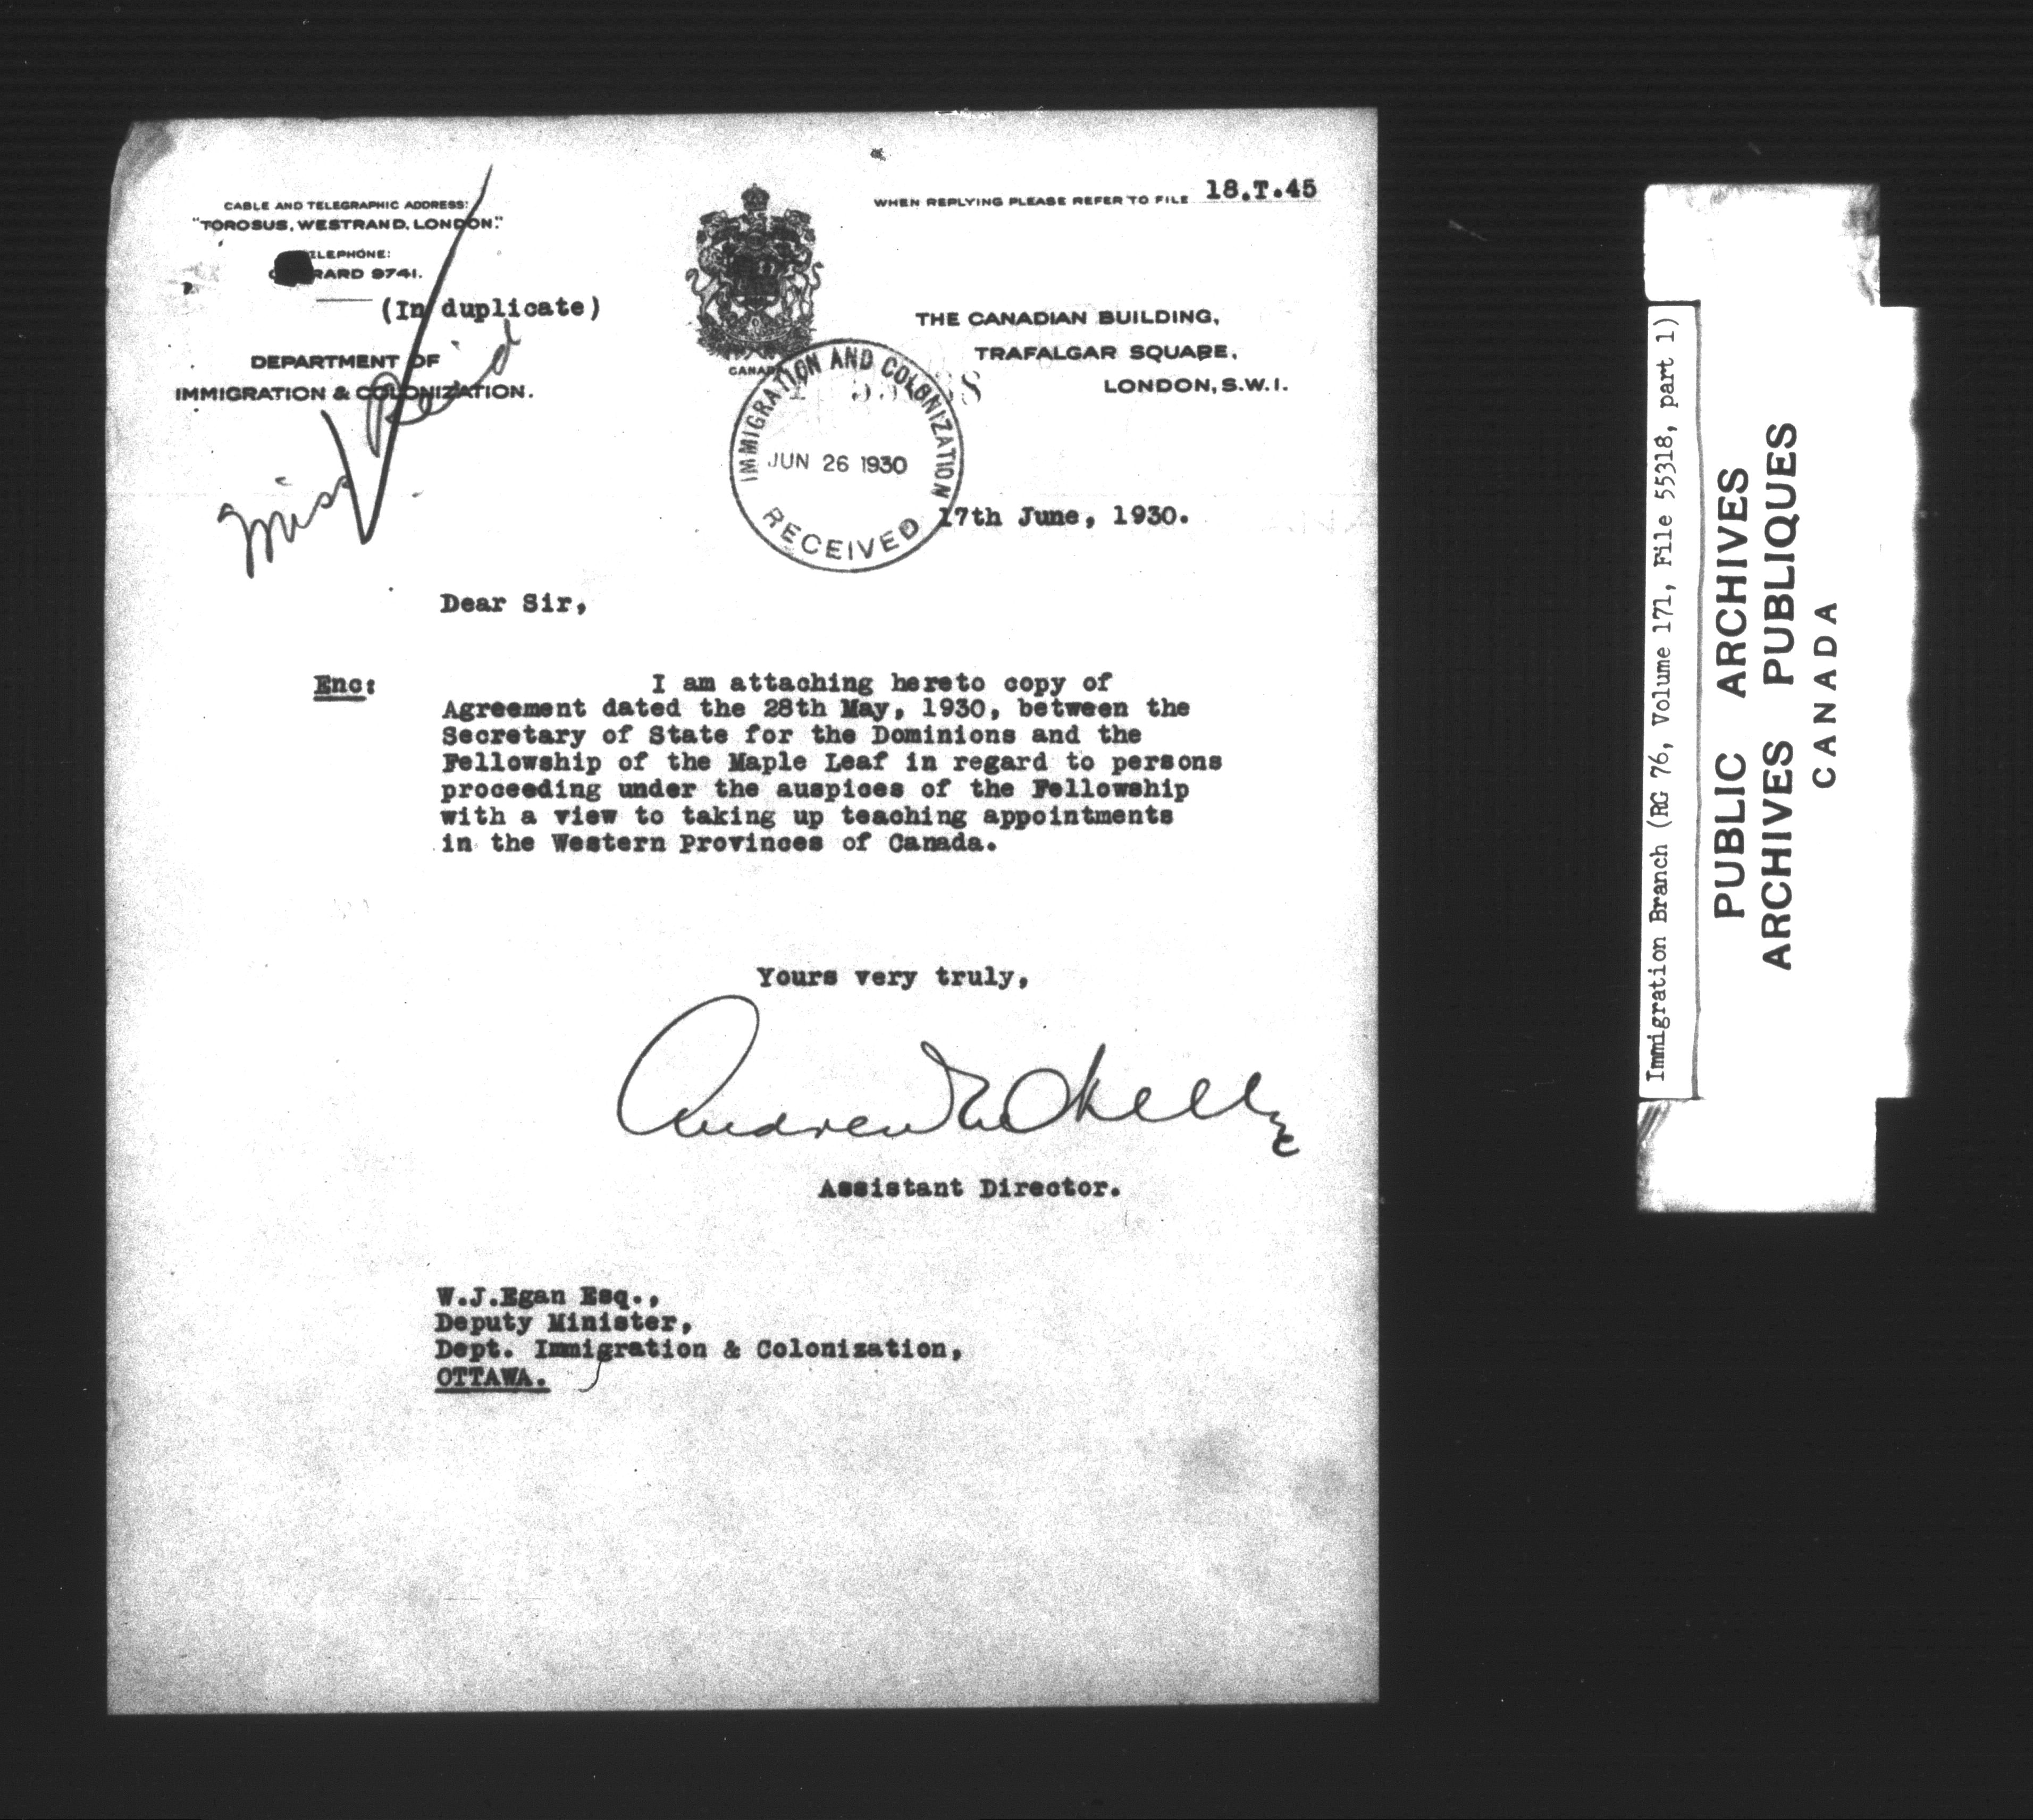 CABLE AND TELEGRAPHIC ADDRESS:
"TOROSUS, WESTRAND, LONDON."
TELEPHONE:
RARD 9741.
(In duplicate)
DEPARTMENT OF
IMMIGRATION & COLONIZATION.
Miss Reid
CANADA
WHEN REPLYING PLEASE REFER TO FILE 18.T.45
THE CANADIAN BUILDING,
TRAFALGAR SQUARE,
LONDON, S.W.1.
IMMIGRATION AND COLONIZATION
JUN 26 1930
RECEIVED
17th June, 1930.
Dear Sir,
Enc: I am attaching hereto copy of
Agreement dated the 28th May, 1930, between the
Secretary of State for the Dominions and the
Fellowship of the Maple Leaf in regard to persons
proceeding under the auspices of the Fellowship
with a view to taking up teaching appointments
in the Western Provinces of Canada.
Yours very truly,
Andrew
Assistant Director.
W.J.Egan Esq.,
Deputy Minister,
Dept. Immigration & Colonization,
OTTAWA.
Immigration Branch (RG 76, Volume 171, File 55318, part 1)
PUBLIC ARCHIVES
ARCHIVES PUBLIQUES
CANADA